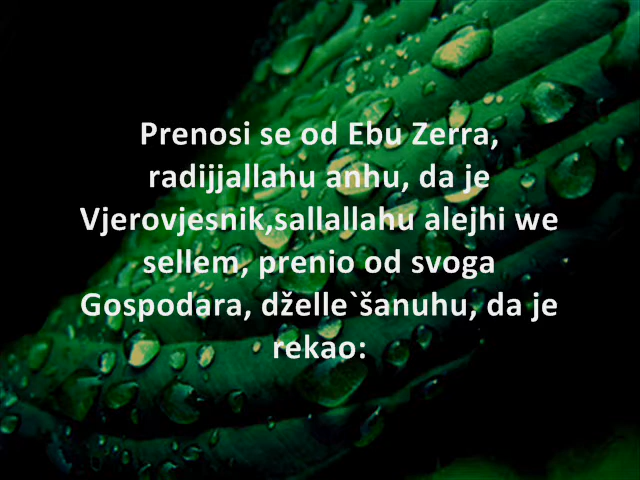 Prenosi se od Ebu Zerra,
radijjallahu anhu, da je
Vjerovjesnik,sallallahu alejhi we
sellem, prenio od svoga
Gospodara, dželle`šanuhu, da je
rekao: